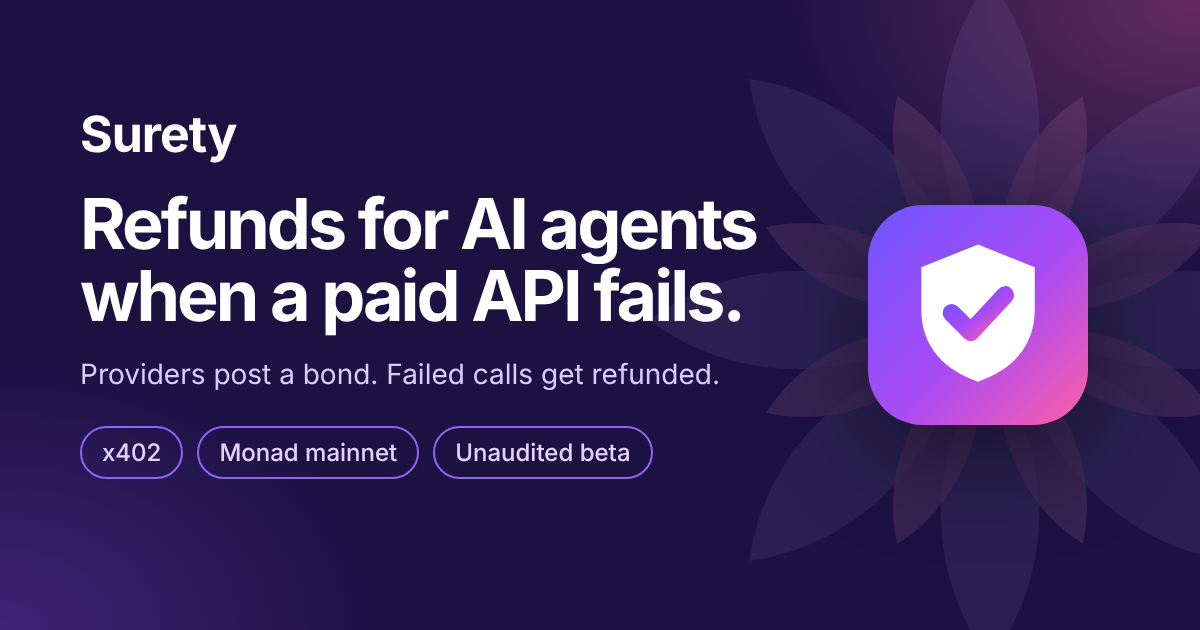 Surety
Refunds for AI agents
when a paid API fails.
Providers post a bond. Failed calls get refunded.
x402
Monad mainnet
Unaudited beta